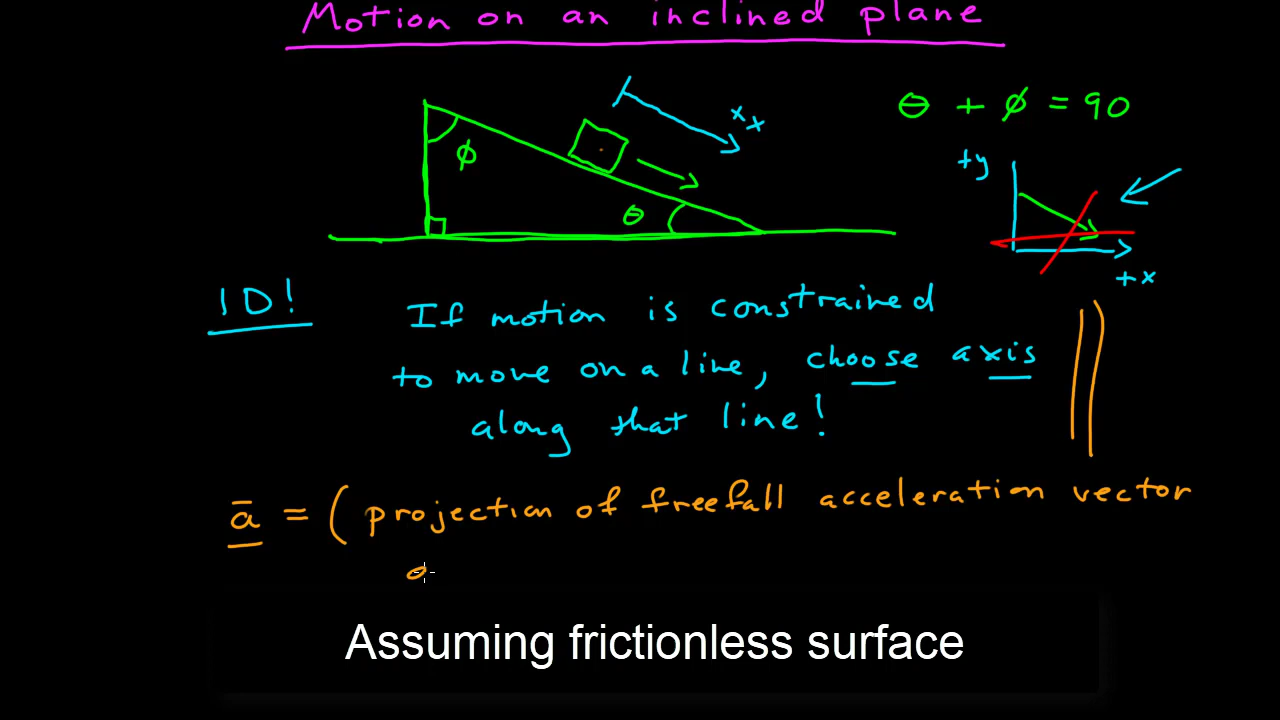 Motion on an inclined plane
x +
θ + ϕ = 90
ϕ
θ
+y
+x
1D!
If motion is constrained
to move on a line, choose axis
along that line!
a̅ = ( projection of freefall acceleration vector
o
Assuming frictionless surface